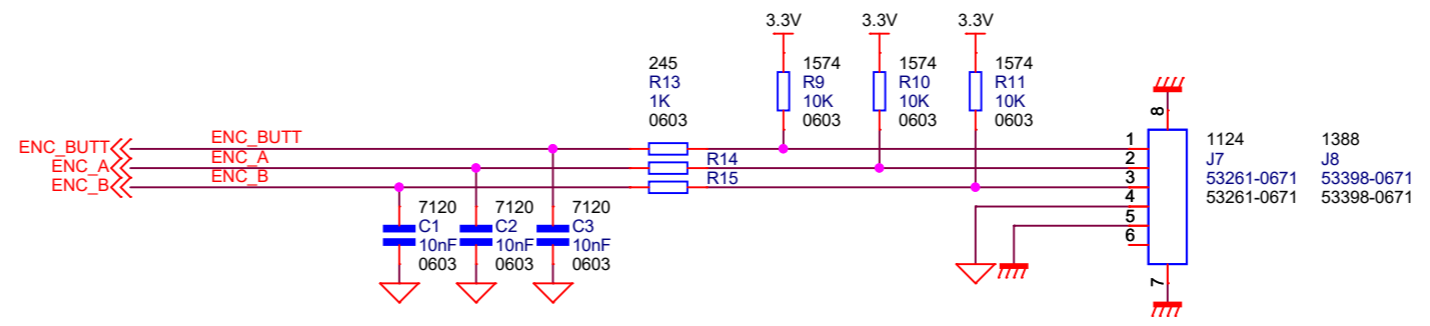 3.3V
3.3V
3.3V
245
R13
1K
0603
1574
R9
10K
0603
1574
R10
10K
0603
1574
R11
10K
0603
ENC_BUTT
ENC_A
ENC_B
ENC_BUTT
ENC_A
ENC_B
R14
R15
7120
C1
10nF
0603
7120
C2
10nF
0603
7120
C3
10nF
0603
8
1
2
3
4
5
6
7
1124
J7
53261-0671
53261-0671
1388
J8
53398-0671
53398-0671